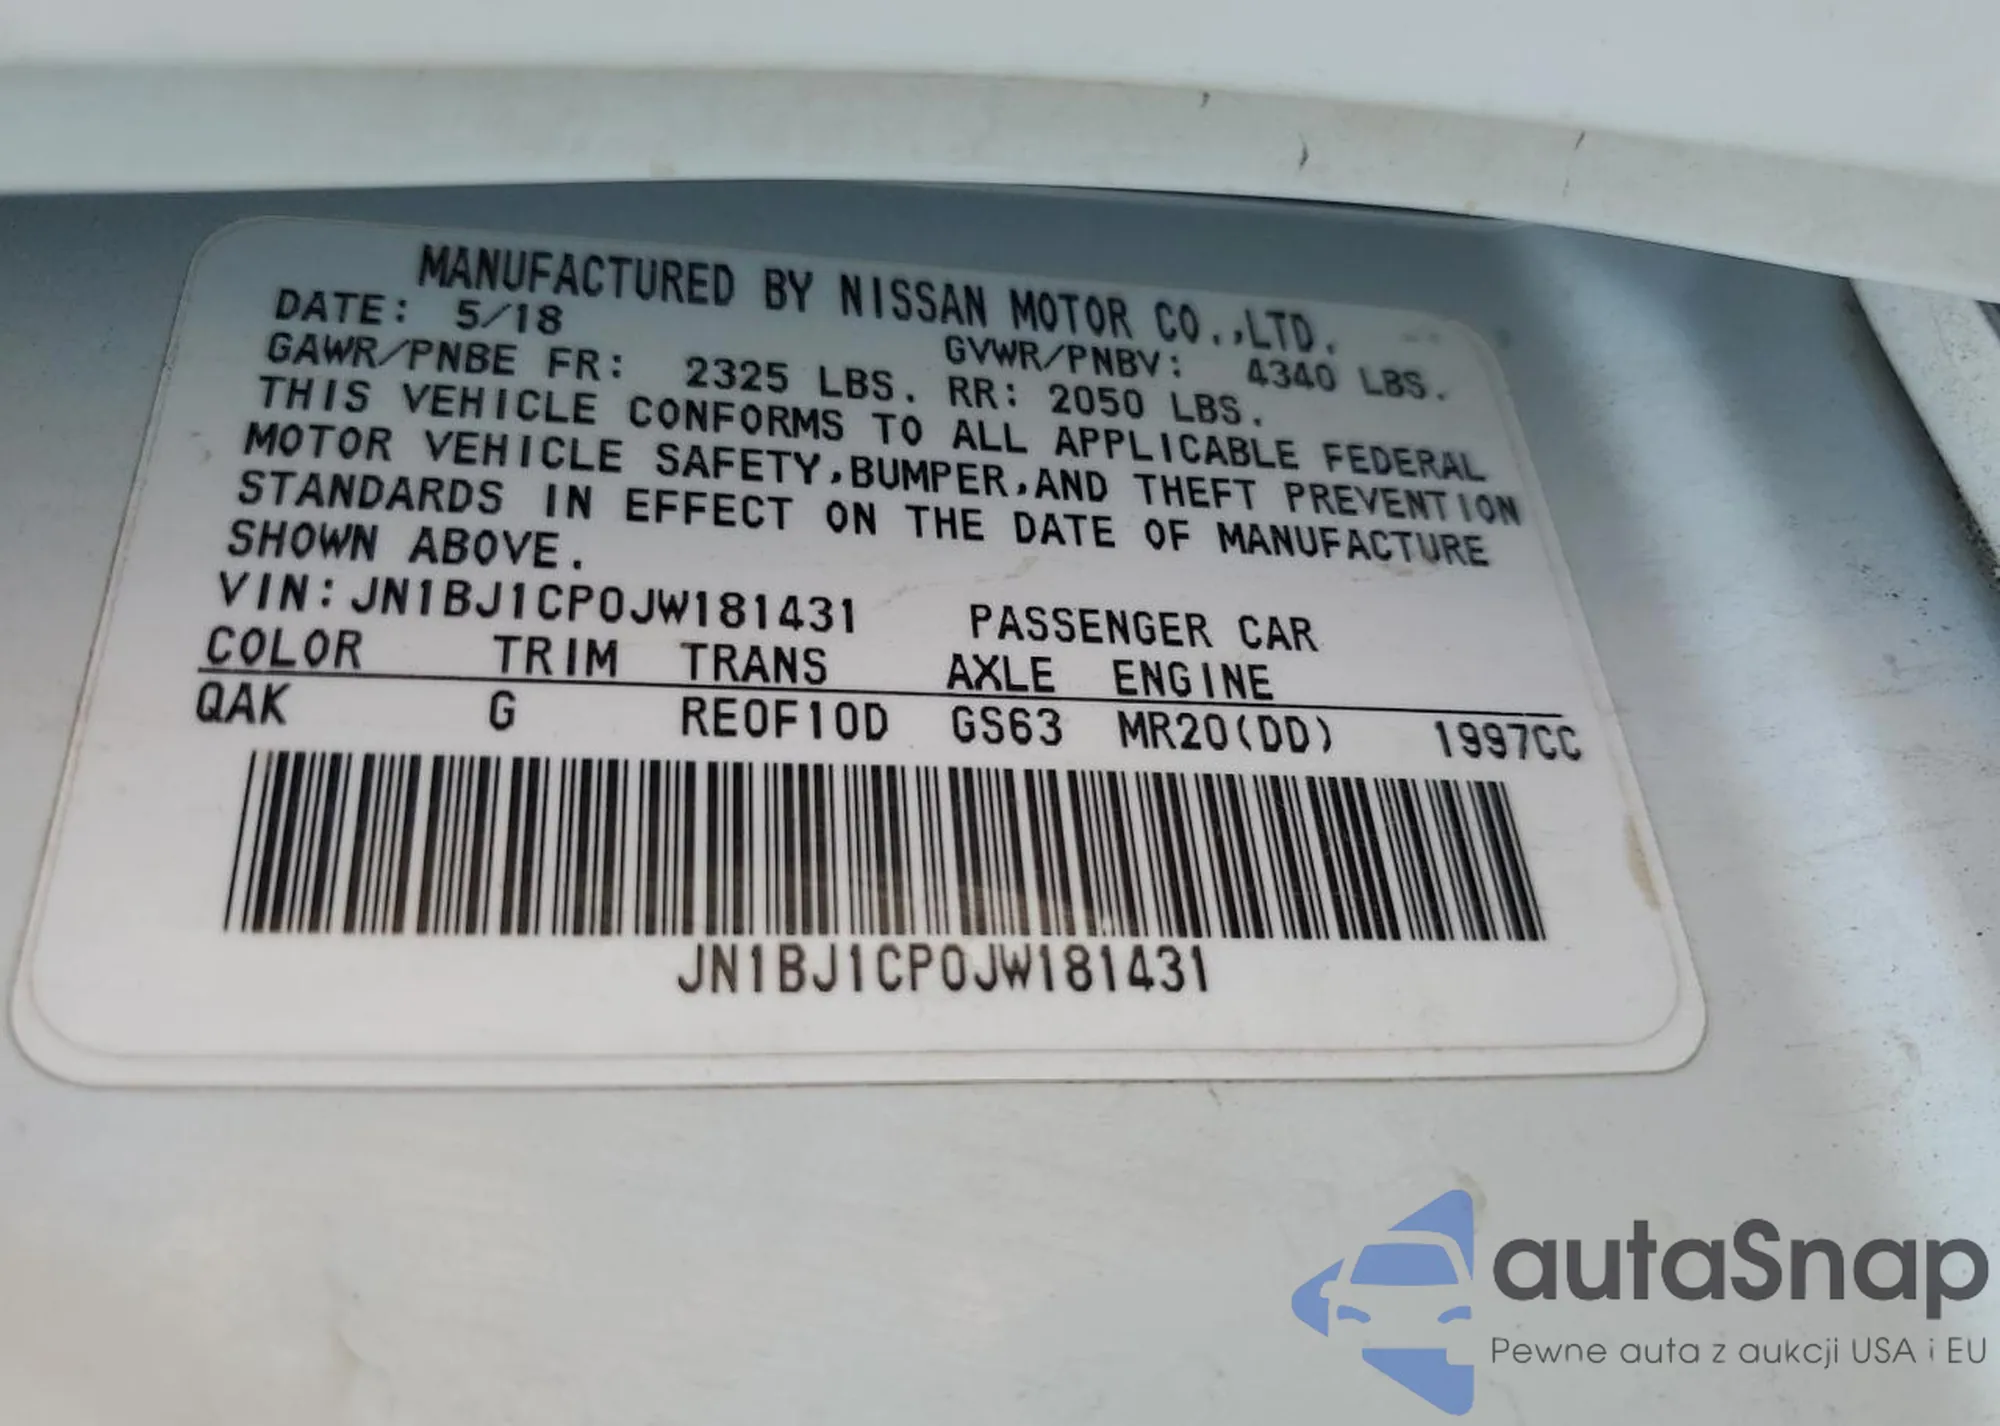 MANUFACTURED BY NISSAN MOTOR CO.,LTD.
DATE: 5/18 GVWR/PNBV: 4340 LBS.
GAWR/PNBE FR: 2325 LBS. RR: 2050 LBS.
THIS VEHICLE CONFORMS TO ALL APPLICABLE FEDERAL
MOTOR VEHICLE SAFETY,BUMPER,AND THEFT PREVENTION
STANDARDS IN EFFECT ON THE DATE OF MANUFACTURE
SHOWN ABOVE.
VIN:JN1BJ1CP0JW181431 PASSENGER CAR
COLOR TRIM TRANS AXLE ENGINE
QAK G RE0F10D GS63 MR20(DD) 1997CC
JN1BJ1CP0JW181431
autaSnap
Pewne auta z aukcji USA i EU